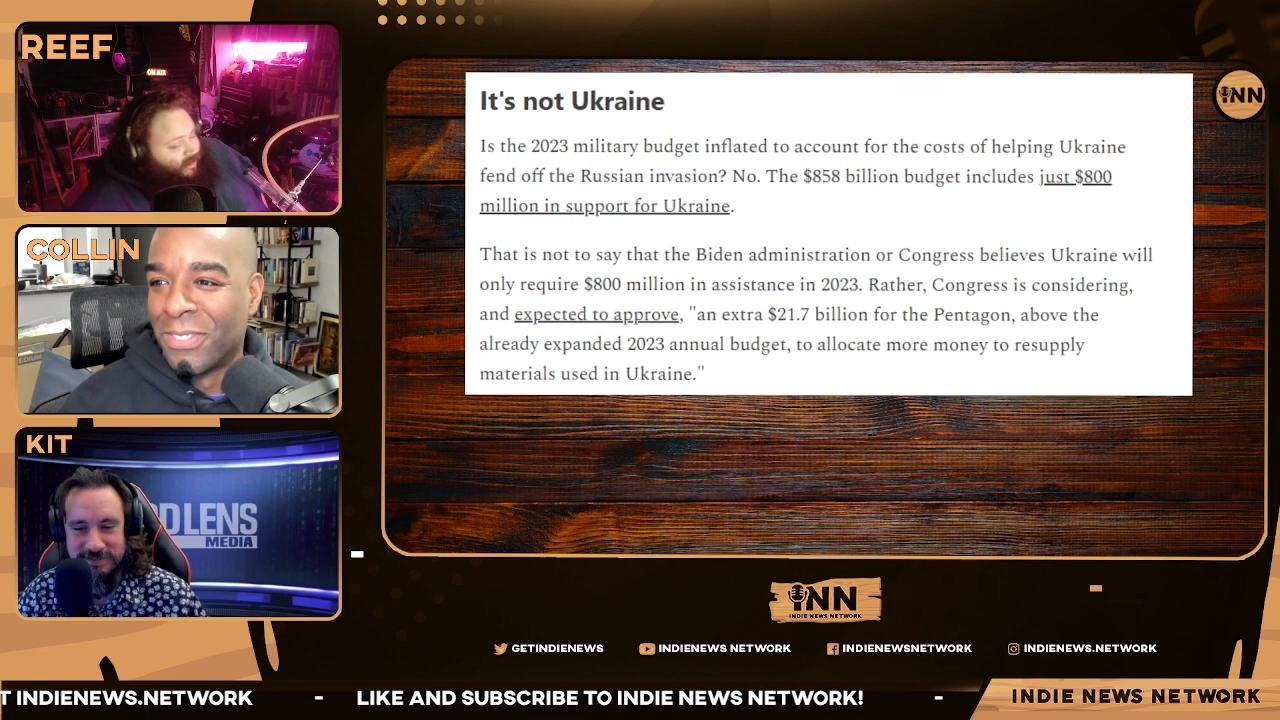 REEF
ON AIR
COLLIN
KIT
DLENS
MEDIA
It's not Ukraine
Is the 2023 military budget inflated to account for the costs of helping Ukraine
fend off the Russian invasion? No. The $858 billion budget includes just $800
million in support for Ukraine.
That is not to say that the Biden administration or Congress believes Ukraine will
only require $800 million in assistance in 2023. Rather, Congress is considering,
and expected to approve, "an extra $21.7 billion for the Pentagon, above the
already expanded 2023 annual budget, to allocate more money to resupply
materials used in Ukraine."
iNN
iNN
INDIE NEWS NETWORK
GETINDIENEWS
INDIENEWS NETWORK
INDIENEWSNETWORK
INDIENEWS.NETWORK
T INDIENEWS.NETWORK - LIKE AND SUBSCRIBE TO INDIE NEWS NETWORK! -
INDIE NEWS NETWORK